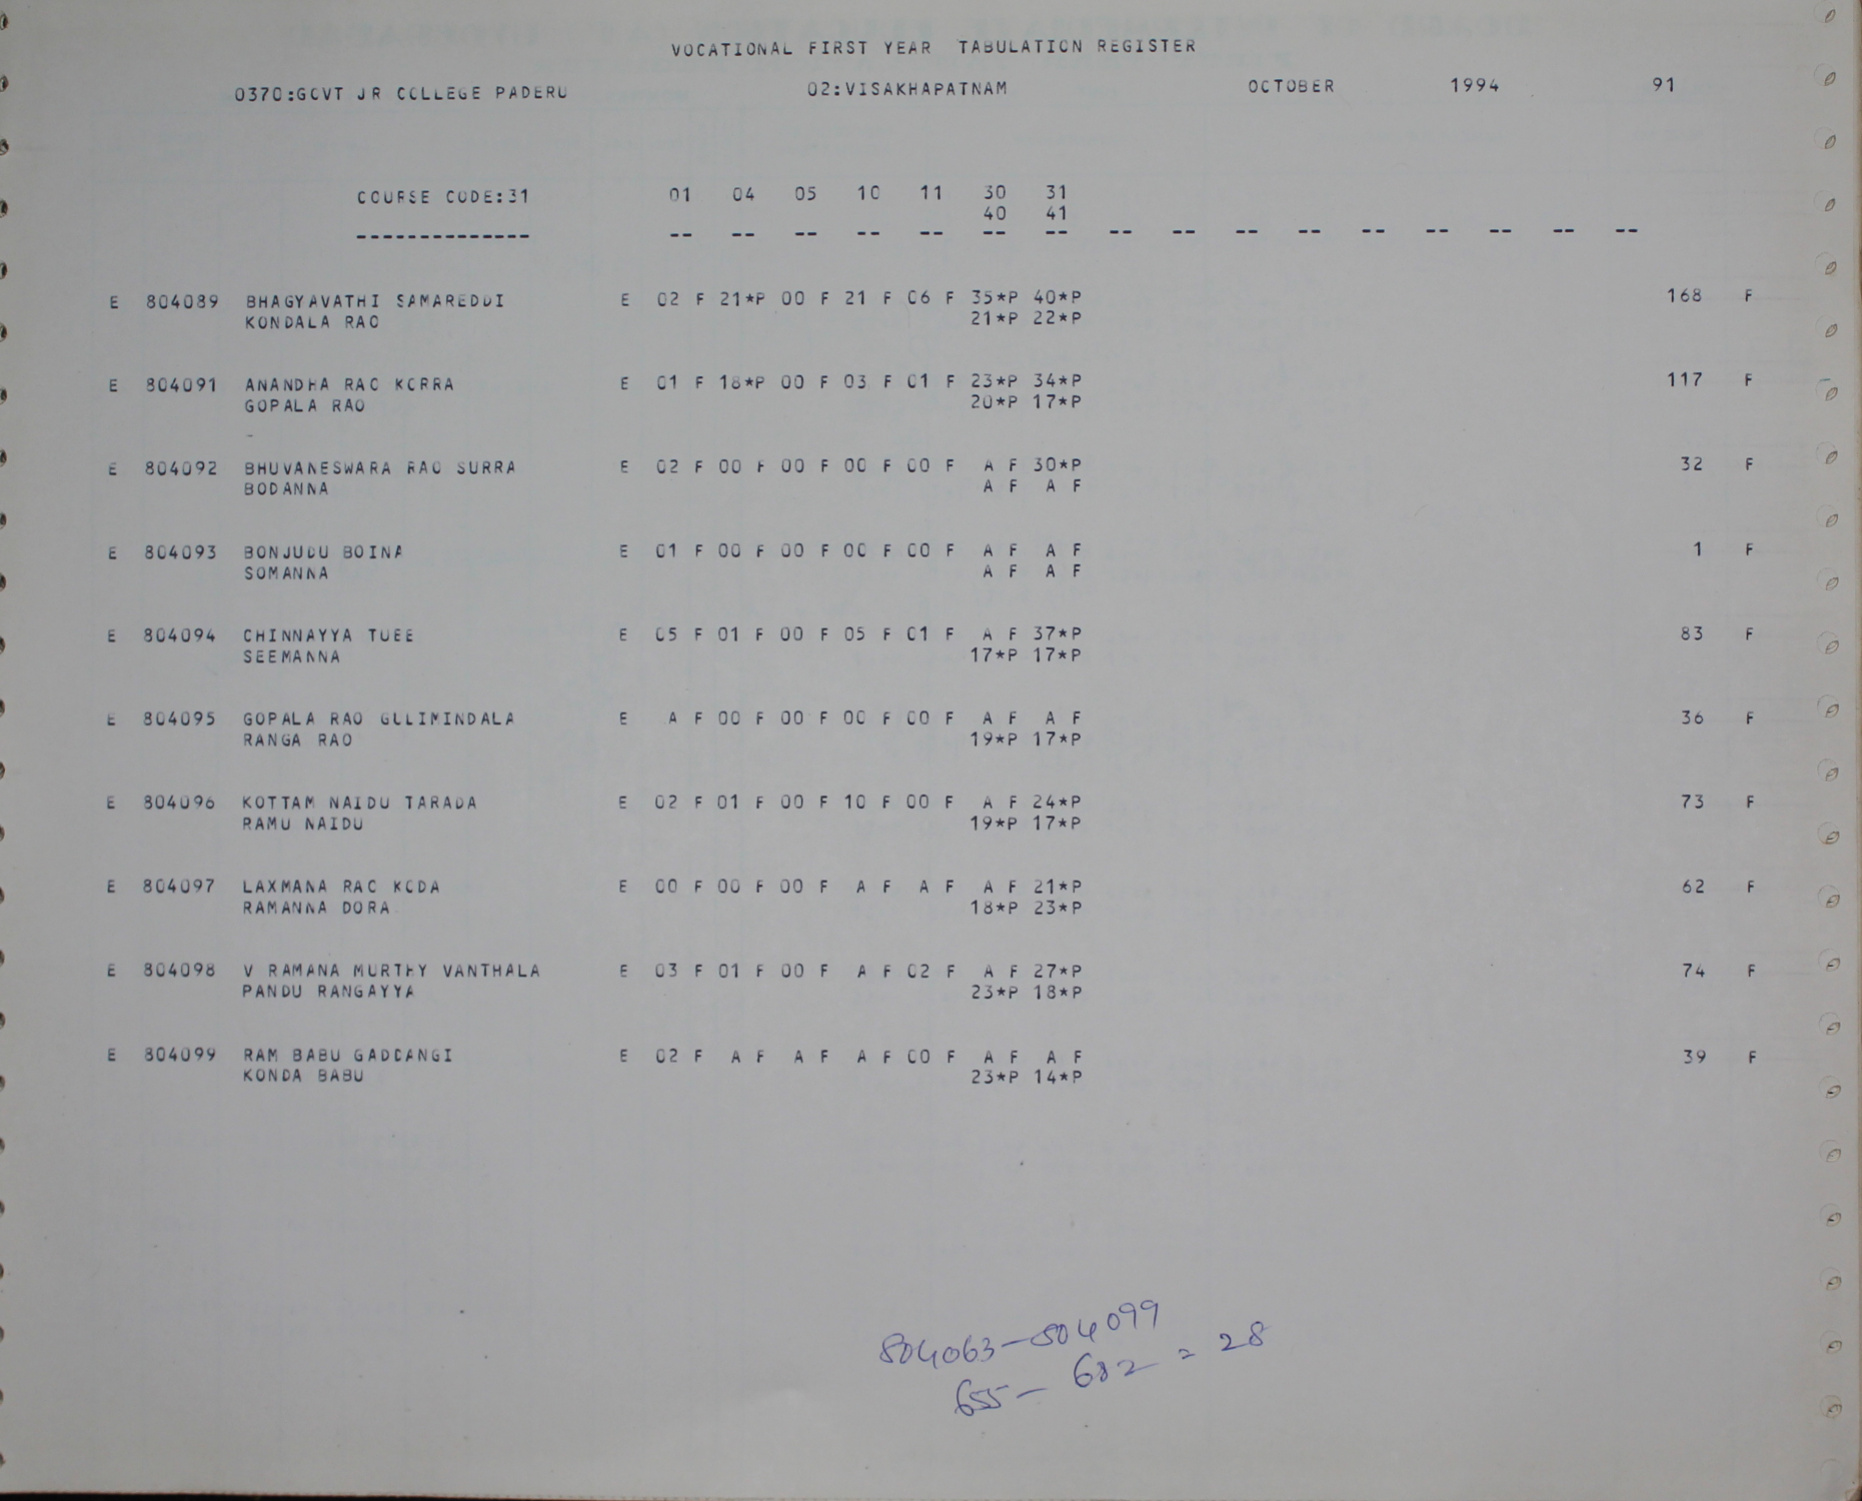 VOCATIONAL FIRST YEAR TABULATION REGISTER
0370:GOVT JR COLLEGE PADERU 02:VISAKHAPATNAM OCTOBER 1994 91
COURSE CODE:31 01 04 05 10 11 30 31
40 41
-------------- -- -- -- -- -- -- -- -- -- -- -- -- -- -- -- --
E 804089 BHAGYAVATHI SAMAREDDI E 02 F 21*P 00 F 21 F 06 F 35*P 40*P 168 F
KONDALA RAO 21*P 22*P
E 804091 ANANDHA RAO KORRA E 01 F 18*P 00 F 03 F 01 F 23*P 34*P 117 F
GOPALA RAO 20*P 17*P
E 804092 BHUVANESWARA RAO SURRA E 02 F 00 F 00 F 00 F 00 F A F 30*P 32 F
BODANNA A F A F
E 804093 BONJUDU BOINA E 01 F 00 F 00 F 00 F 00 F A F A F 1 F
SOMANNA A F A F
E 804094 CHINNAYYA TUBE E 05 F 01 F 00 F 05 F 01 F A F 37*P 83 F
SEEMANNA 17*P 17*P
E 804095 GOPALA RAO GULIMINDALA E A F 00 F 00 F 00 F 00 F A F A F 36 F
RANGA RAO 19*P 17*P
E 804096 KOTTAM NAIDU TARADA E 02 F 01 F 00 F 10 F 00 F A F 24*P 73 F
RAMU NAIDU 19*P 17*P
E 804097 LAXMANA RAO KODA E 00 F 00 F 00 F A F A F A F 21*P 62 F
RAMANNA DORA 18*P 23*P
E 804098 V RAMANA MURTHY VANTHALA E 03 F 01 F 00 F A F 02 F A F 27*P 74 F
PANDU RANGAYYA 23*P 18*P
E 804099 RAM BABU GADDANGI E 02 F A F A F A F 00 F A F A F 39 F
KONDA BABU 23*P 14*P
804063-804099
655- 682 = 28